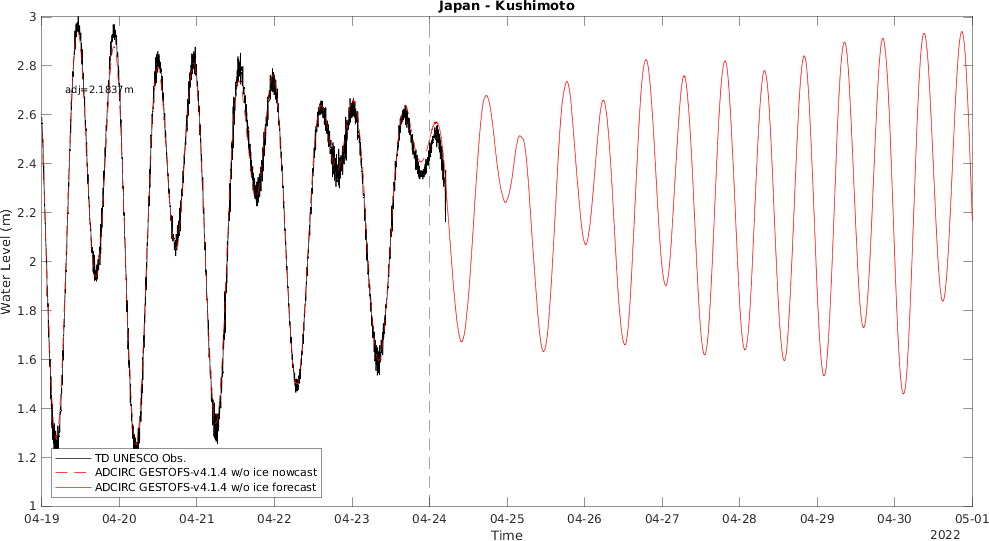 Japan - Kushimoto
3
2.8
adj=2.1837m
2.6
2.4
2.2
2
1.8
1.6
1.4
1.2
1
Water Level (m)
TD UNESCO Obs.
ADCIRC GESTOFS-v4.1.4 w/o ice nowcast
ADCIRC GESTOFS-v4.1.4 w/o ice forecast
04-19 04-20 04-21 04-22 04-23 04-24 04-25 04-26 04-27 04-28 04-29 04-30 05-01
Time
2022